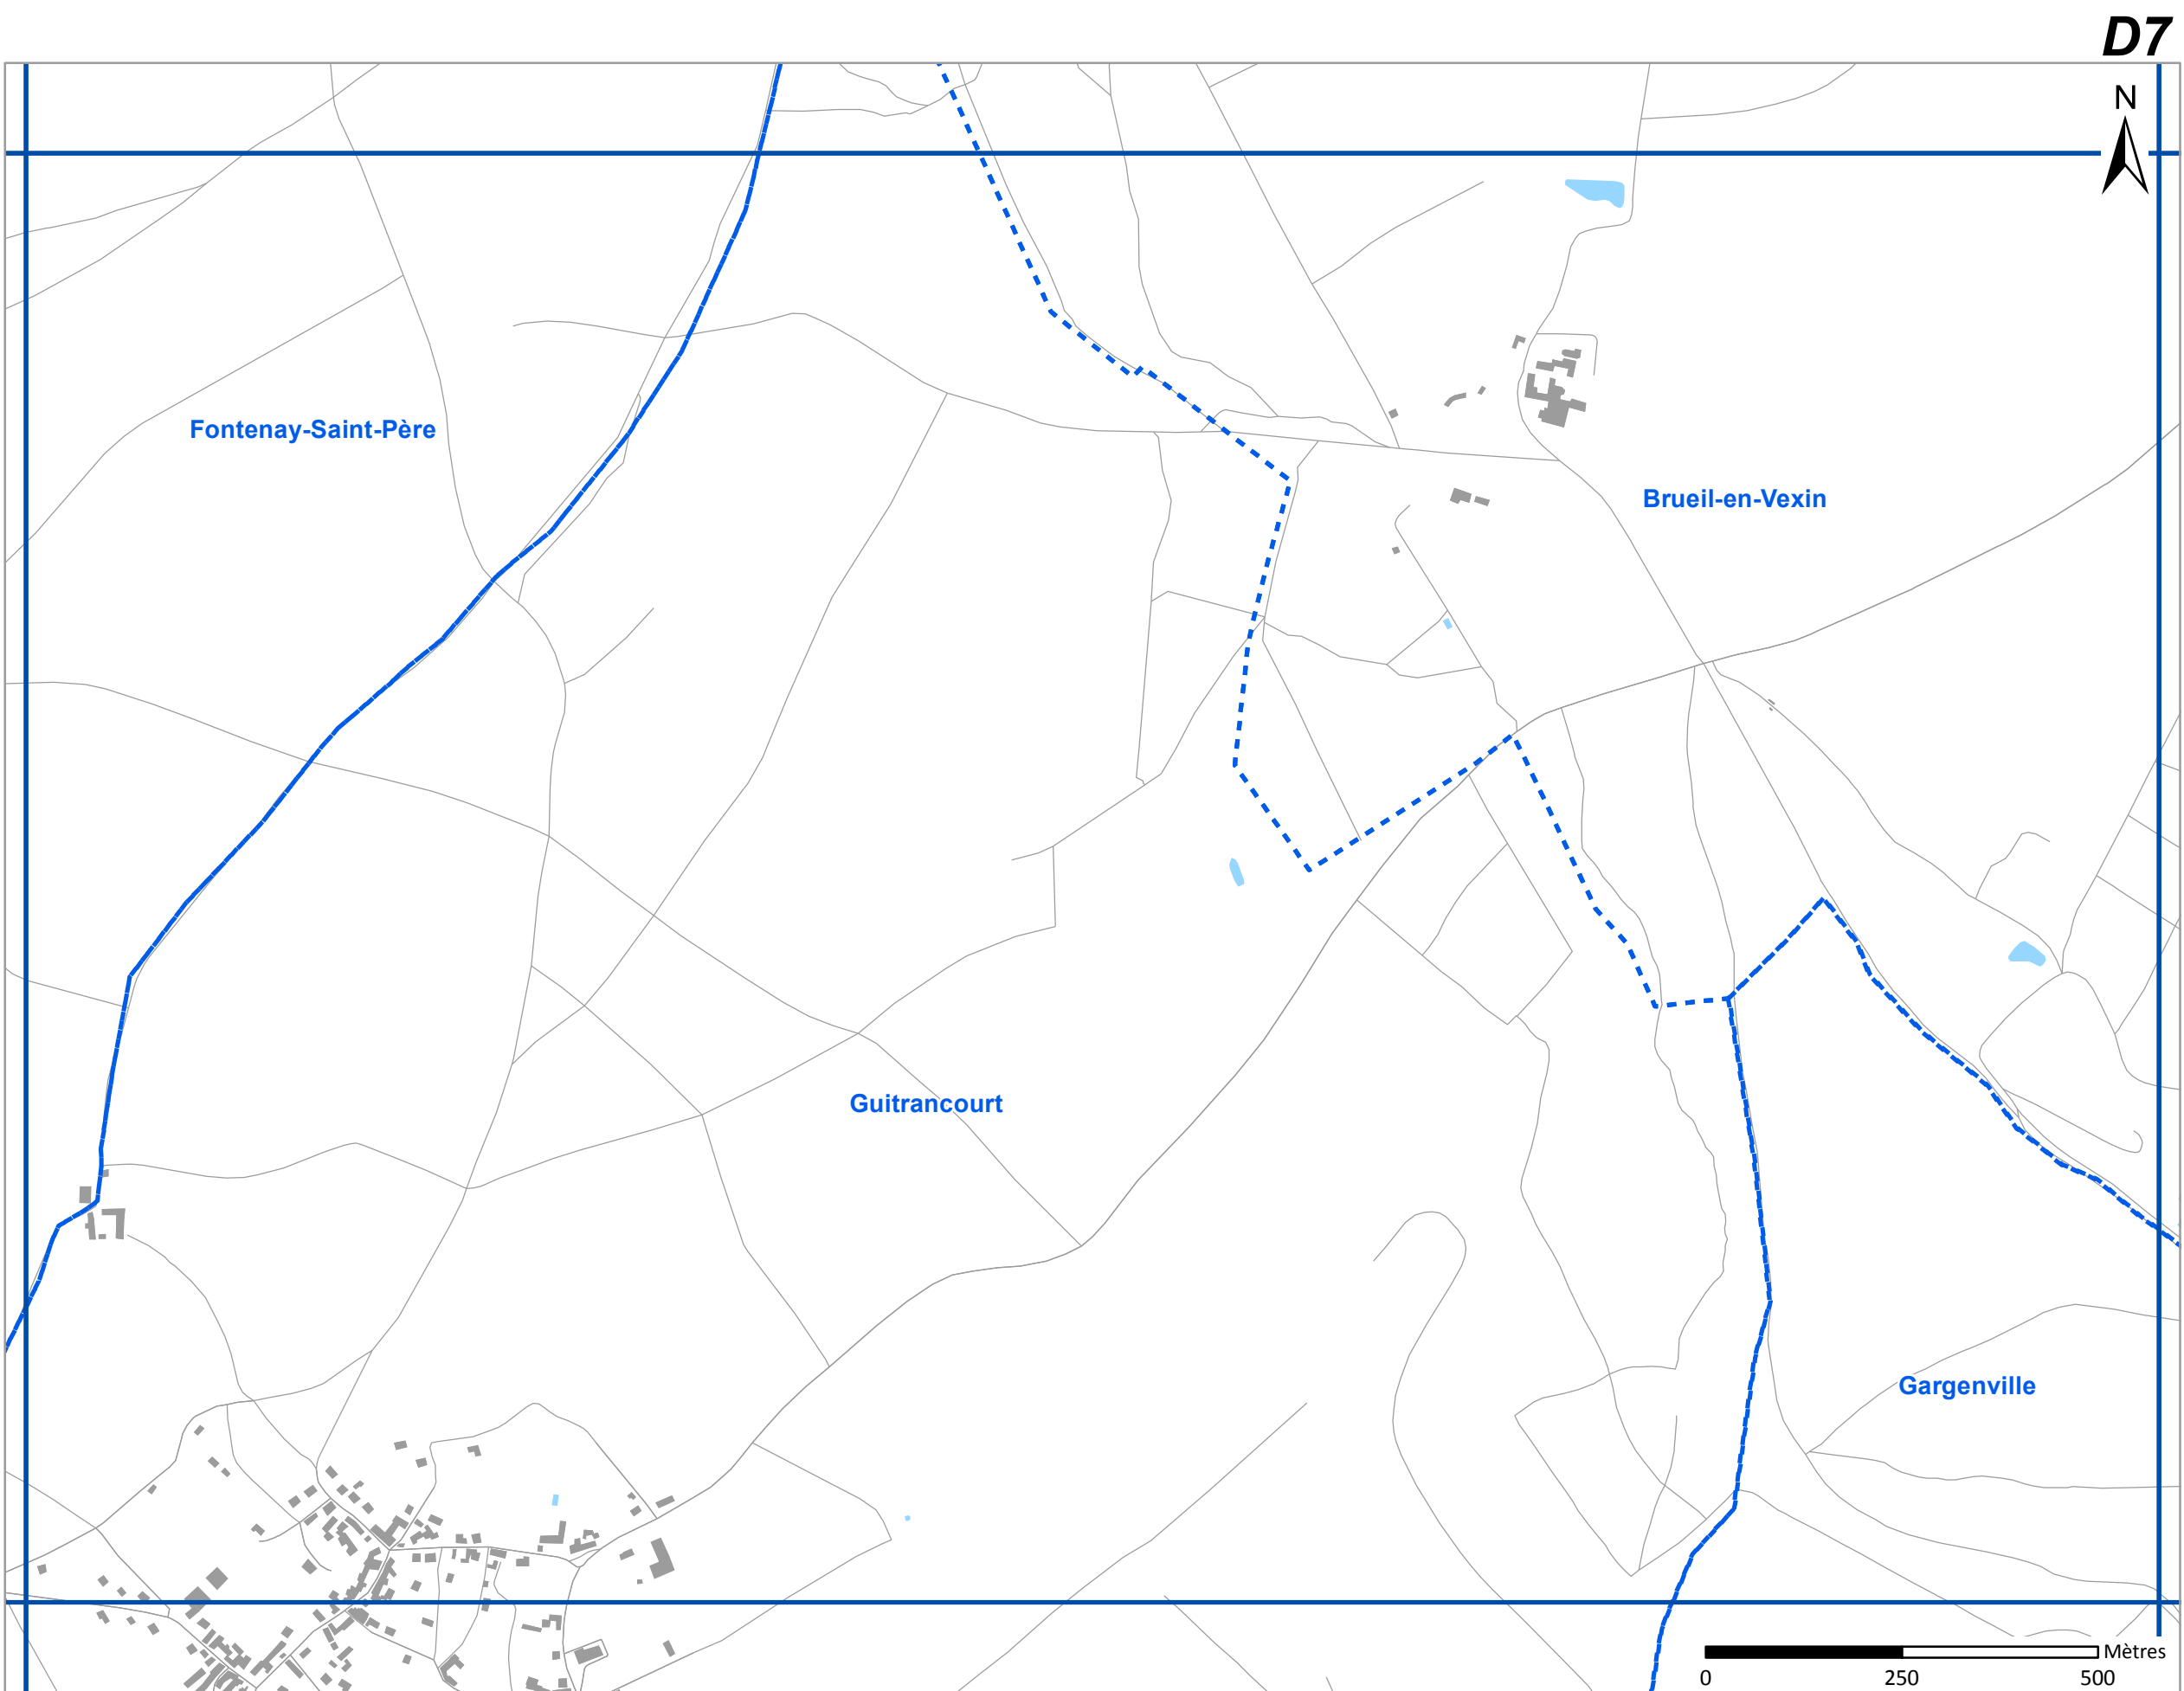 D7
N
Fontenay-Saint-Père
Brueil-en-Vexin
Guitrancourt
Gargenville
Mètres
0 250 500